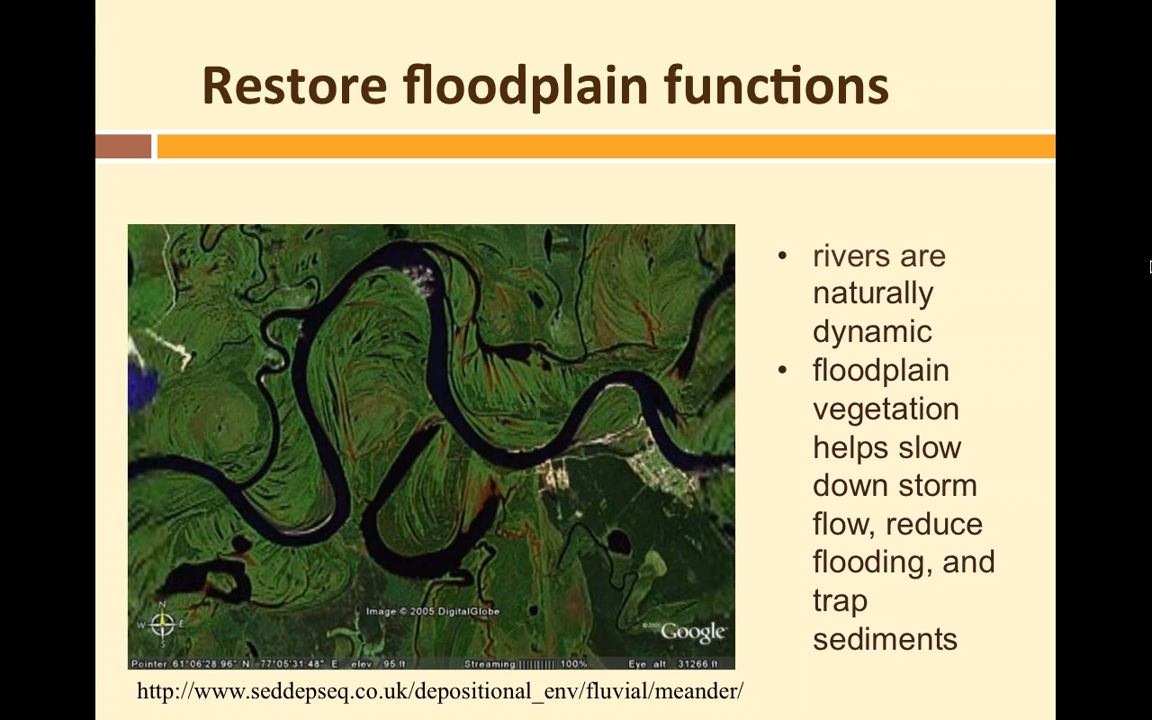 Restore floodplain functions
• rivers are
naturally
dynamic
• floodplain
vegetation
helps slow
down storm
flow, reduce
flooding, and
trap
sediments
N
W E
S
Image © 2005 DigitalGlobe
©2005 Google
Pointer 61°06'28.96" N 77°05'31.48" E elev 95 ft Streaming |||||||||| 100% Eye alt 31266 ft
http://www.seddepseq.co.uk/depositional_env/fluvial/meander/